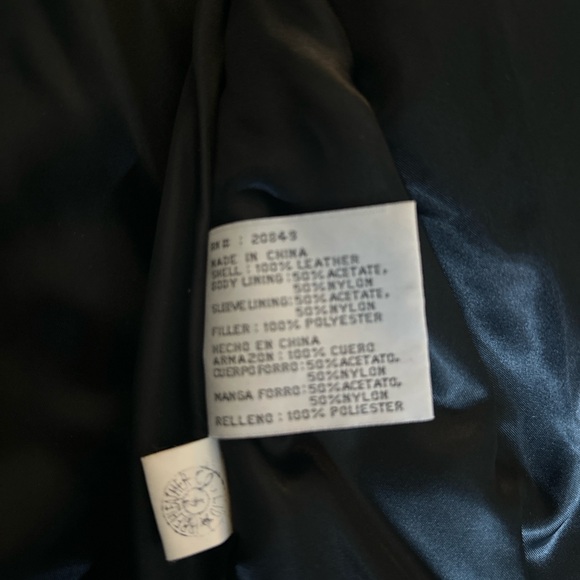 RN# : 20849
MADE IN CHINA
SHELL : 100% LEATHER
BODY LINING: 50% ACETATE,
50% NYLON
SLEEVE LINING: 50% ACETATE,
50% NYLON
FILLER : 100% POLYESTER
HECHO EN CHINA
ARMAZON : 100% CUERO
CUERPO FORRO: 50% ACETATO,
50% NYLON
MANGA FORRO: 50% ACETATO,
50% NYLON
RELLENO : 100% POLIESTER